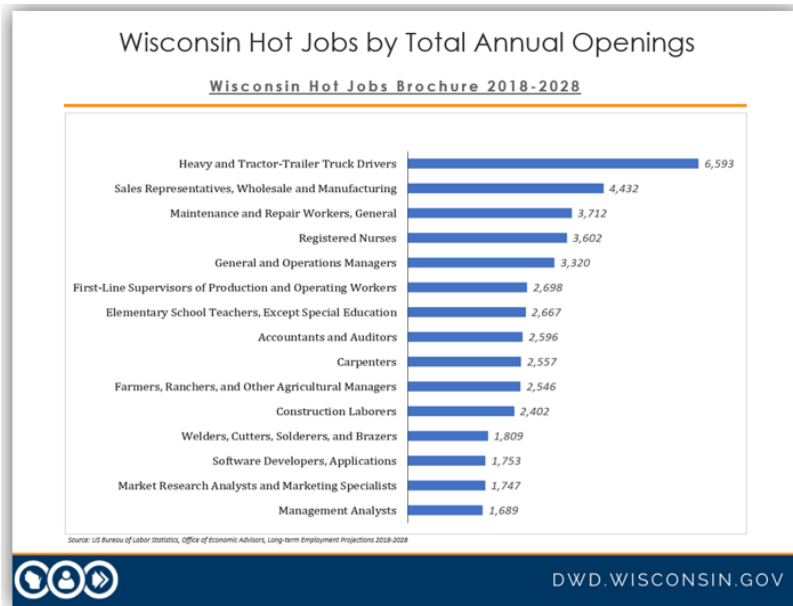 Wisconsin Hot Jobs by Total Annual Openings
Wisconsin Hot Jobs Brochure 2018-2028
Heavy and Tractor-Trailer Truck Drivers 6,593
Sales Representatives, Wholesale and Manufacturing 4,432
Maintenance and Repair Workers, General 3,712
Registered Nurses 3,602
General and Operations Managers 3,320
First-Line Supervisors of Production and Operating Workers 2,698
Elementary School Teachers, Except Special Education 2,667
Accountants and Auditors 2,596
Carpenters 2,557
Farmers, Ranchers, and Other Agricultural Managers 2,546
Construction Laborers 2,402
Welders, Cutters, Solderers, and Brazers 1,809
Software Developers, Applications 1,753
Market Research Analysts and Marketing Specialists 1,747
Management Analysts 1,689
Source: US Bureau of Labor Statistics, Office of Economic Advisors, Long-term Employment Projections 2018-2028
DWD.WISCONSIN.GOV